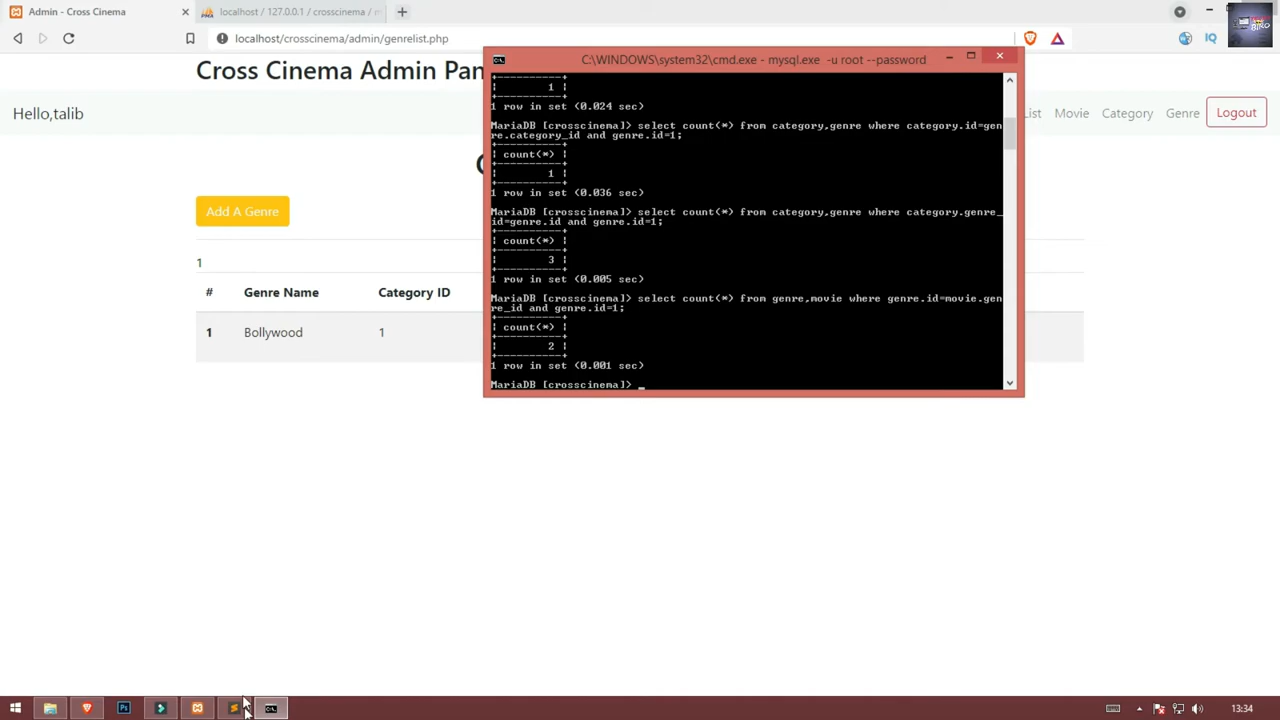 Admin - Cross Cinema
localhost / 127.0.0.1 / crosscinema / m
localhost/crosscinema/admin/genrelist.php
Cross Cinema Admin Pan
Hello,talib
List
Movie
Category
Genre
Logout
Add A Genre
1
#
Genre Name
Category ID
1
Bollywood
1
C:\WINDOWS\system32\cmd.exe - mysql.exe  -u root --password
+----------+
| 1 |
+----------+
1 row in set (0.024 sec)
MariaDB [crosscinema]> select count(*) from category,genre where category.id=gen
re.category_id and genre.id=1;
+----------+
| count(*) |
+----------+
| 1 |
+----------+
1 row in set (0.036 sec)
MariaDB [crosscinema]> select count(*) from category,genre where category.genre_
id=genre.id and genre.id=1;
+----------+
| count(*) |
+----------+
| 3 |
+----------+
1 row in set (0.005 sec)
MariaDB [crosscinema]> select count(*) from genre,movie where genre.id=movie.gen
re_id and genre.id=1;
+----------+
| count(*) |
+----------+
| 2 |
+----------+
1 row in set (0.001 sec)
MariaDB [crosscinema]> _
13:34